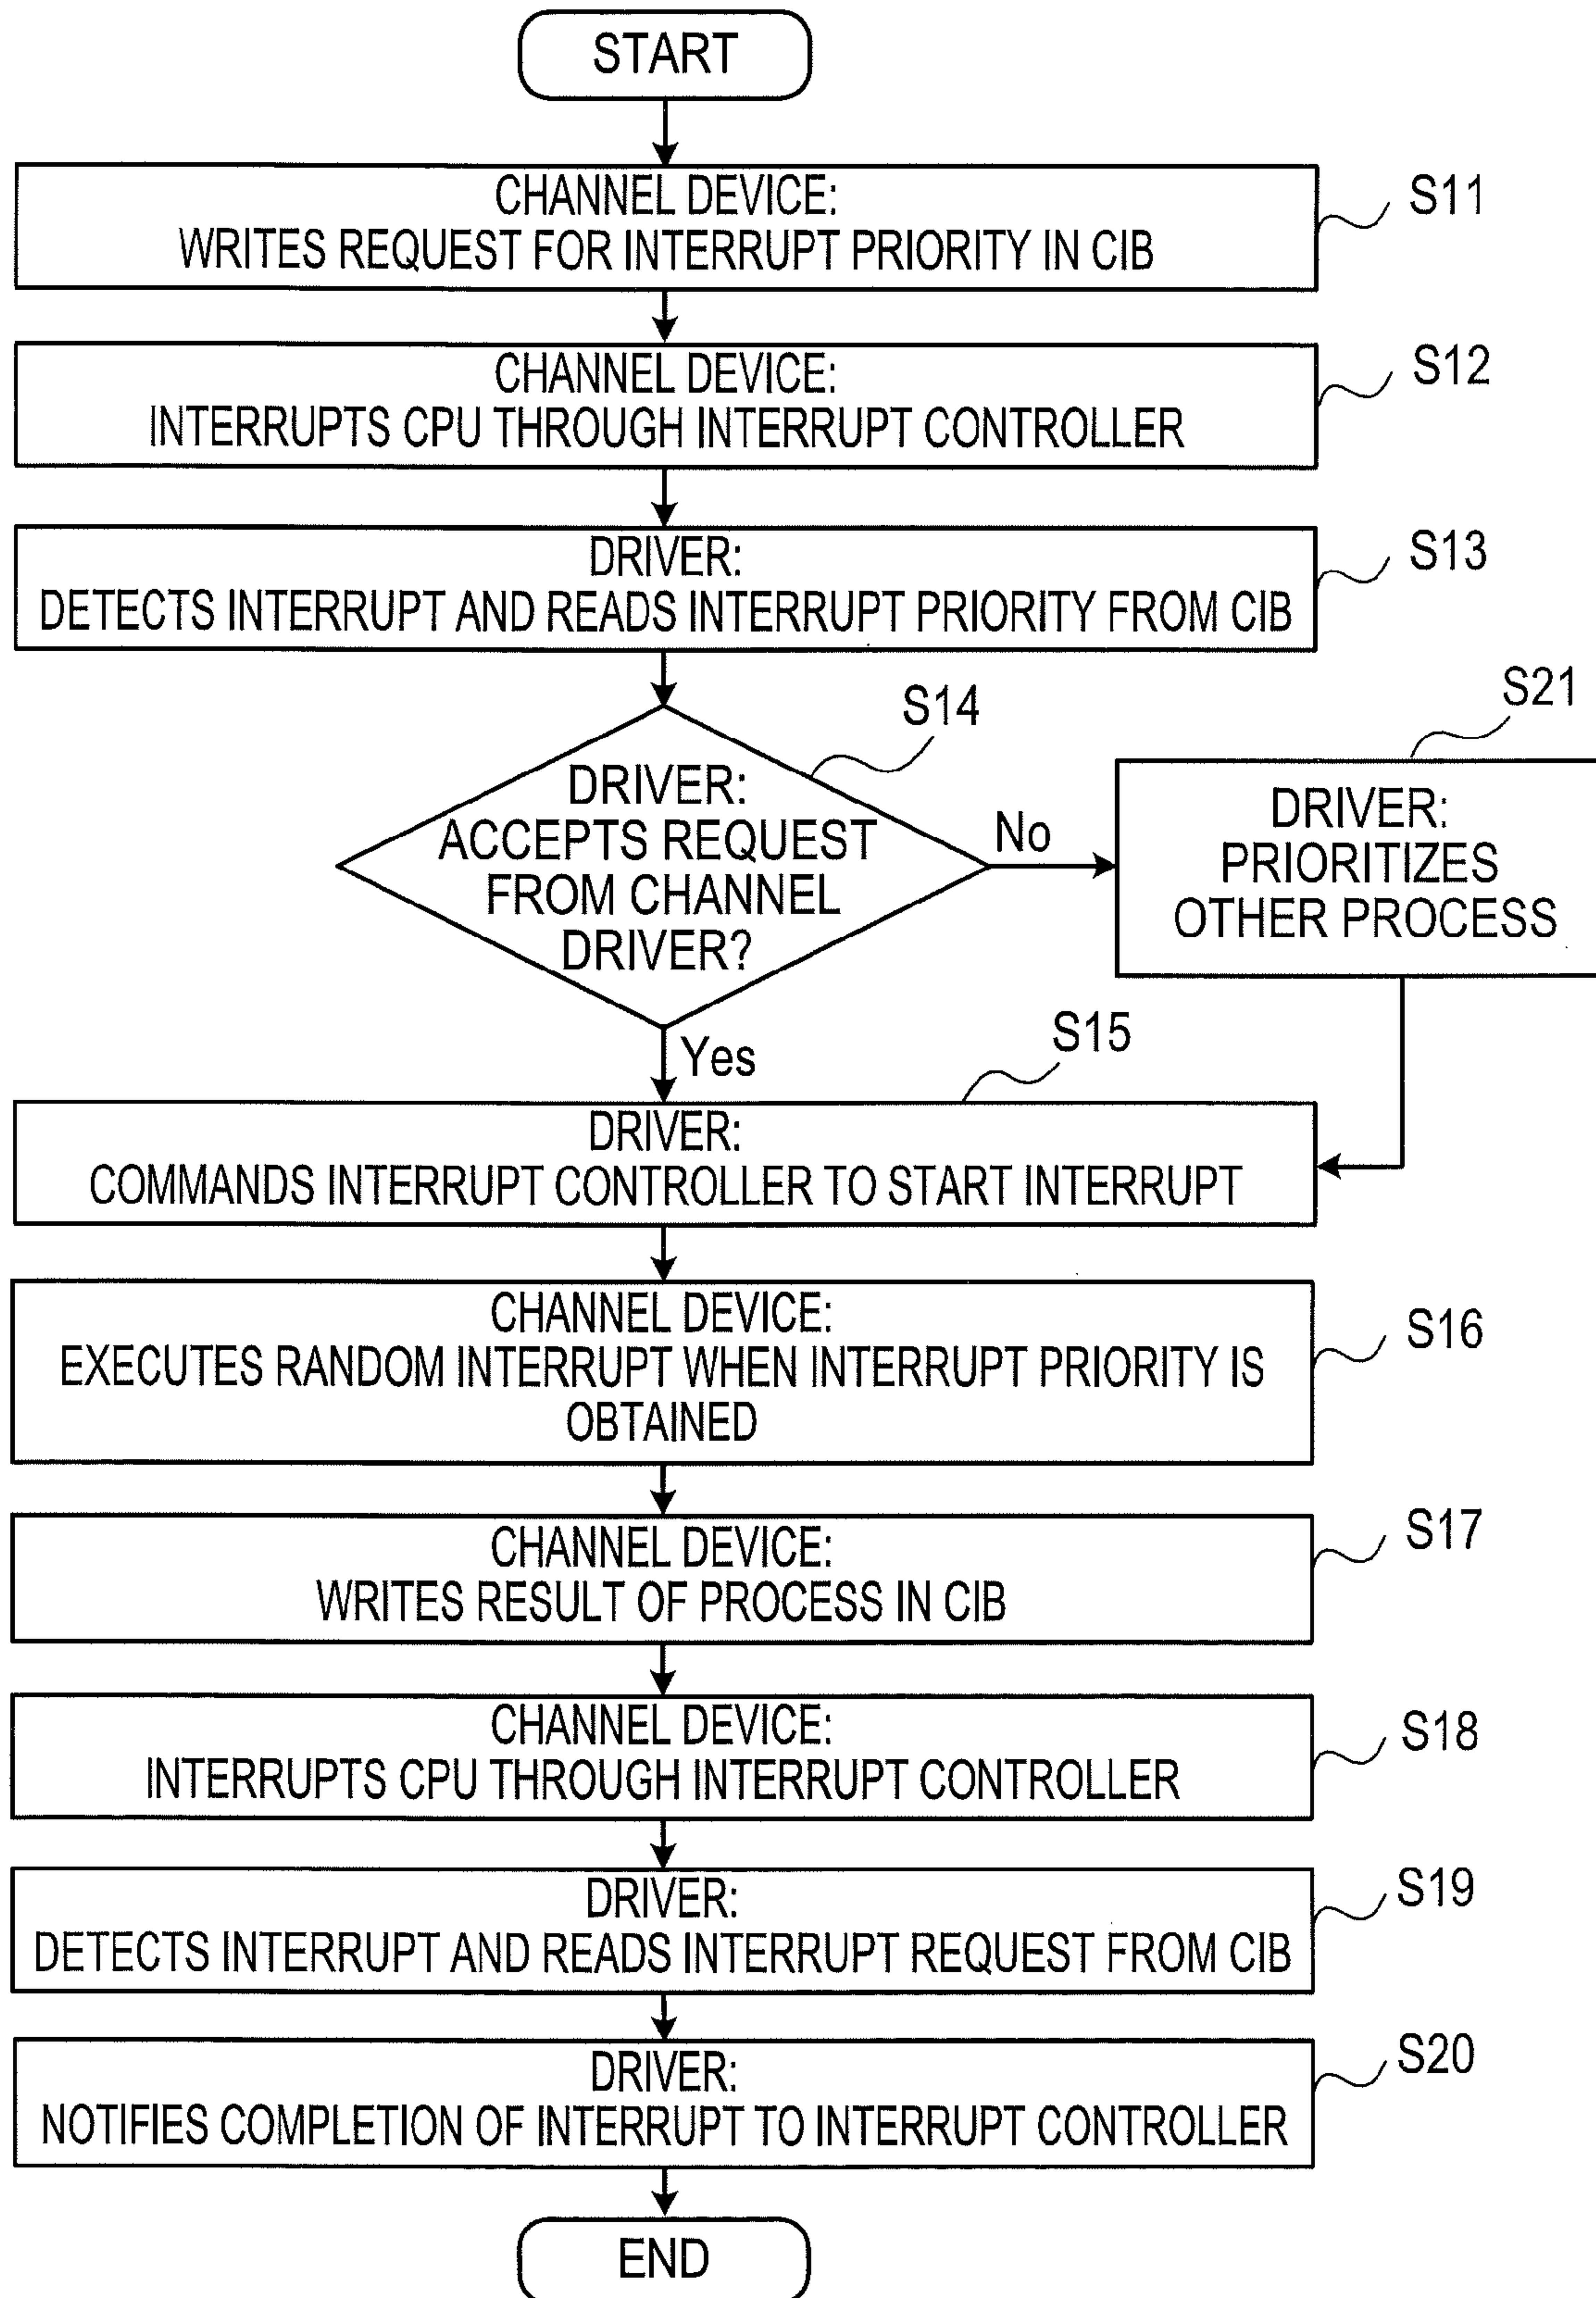 START
CHANNEL DEVICE:
WRITES REQUEST FOR INTERRUPT PRIORITY IN CIB
S11
CHANNEL DEVICE:
INTERRUPTS CPU THROUGH INTERRUPT CONTROLLER
S12
DRIVER:
DETECTS INTERRUPT AND READS INTERRUPT PRIORITY FROM CIB
S13
DRIVER:
ACCEPTS REQUEST
FROM CHANNEL
DRIVER?
S14
No
S21
DRIVER:
PRIORITIZES
OTHER PROCESS
Yes
S15
DRIVER:
COMMANDS INTERRUPT CONTROLLER TO START INTERRUPT
CHANNEL DEVICE:
EXECUTES RANDOM INTERRUPT WHEN INTERRUPT PRIORITY IS
OBTAINED
S16
CHANNEL DEVICE:
WRITES RESULT OF PROCESS IN CIB
S17
CHANNEL DEVICE:
INTERRUPTS CPU THROUGH INTERRUPT CONTROLLER
S18
DRIVER:
DETECTS INTERRUPT AND READS INTERRUPT REQUEST FROM CIB
S19
DRIVER:
NOTIFIES COMPLETION OF INTERRUPT TO INTERRUPT CONTROLLER
S20
END